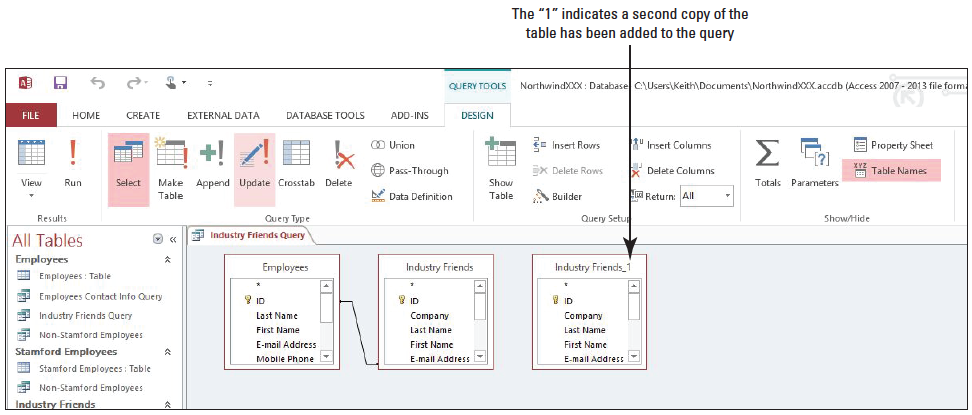 The “1” indicates a second copy of the
table has been added to the query
QUERY TOOLS
NorthwindXXX : Database C:\Users\Keith\Documents\NorthwindXXX.accdb (Access 2007 - 2013 file forma
FILE HOME CREATE EXTERNAL DATA DATABASE TOOLS ADD-INS DESIGN
View
Run
Results
Select
Make
Table
Append
Update
Crosstab
Delete
Union
Pass-Through
Data Definition
Query Type
Show
Table
Insert Rows
Delete Rows
Builder
Insert Columns
Delete Columns
Return: All
Query Setup
Totals
Parameters
Property Sheet
Table Names
Show/Hide
All Tables
Employees
Employees : Table
Employees Contact Info Query
Industry Friends Query
Non-Stamford Employees
Stamford Employees
Stamford Employees : Table
Non-Stamford Employees
Industry Friends
Industry Friends Query
Employees
*
ID
Last Name
First Name
E-mail Address
Mobile Phone
Industry Friends
*
ID
Company
Last Name
First Name
E-mail Address
Industry Friends_1
*
ID
Company
Last Name
First Name
E-mail Address